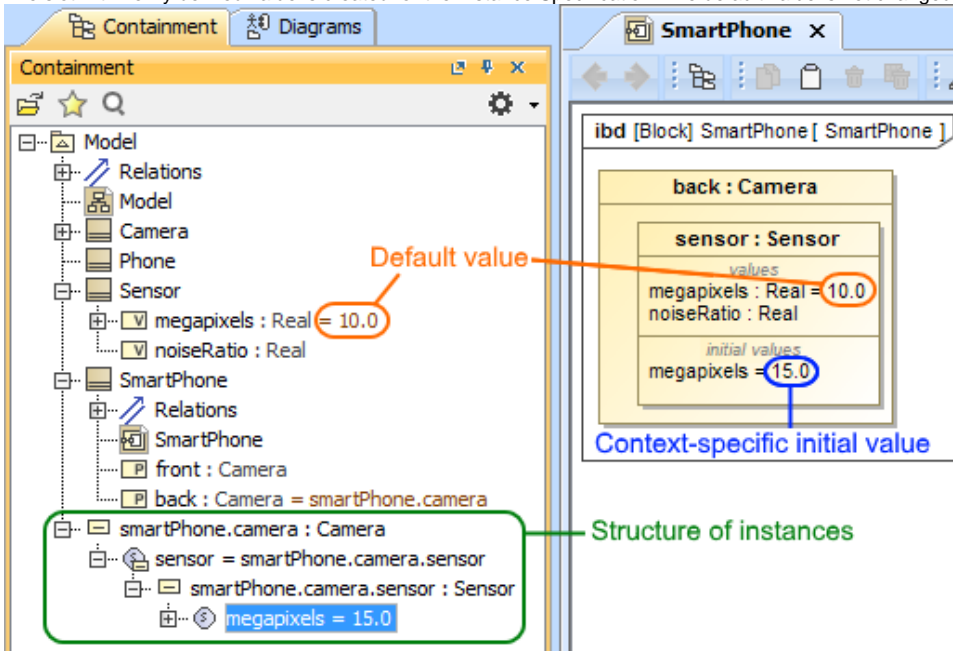 Containment
Diagrams
Containment
Model
Relations
Model
Camera
Phone
Sensor
megapixels : Real = 10.0
noiseRatio : Real
SmartPhone
Relations
SmartPhone
front : Camera
back : Camera = smartPhone.camera
smartPhone.camera : Camera
sensor = smartPhone.camera.sensor
smartPhone.camera.sensor : Sensor
megapixels = 15.0
Default value
Structure of instances
SmartPhone
ibd [Block] SmartPhone [ SmartPhone ]
back : Camera
sensor : Sensor
values
megapixels : Real = 10.0
noiseRatio : Real
initial values
megapixels = 15.0
Context-specific initial value